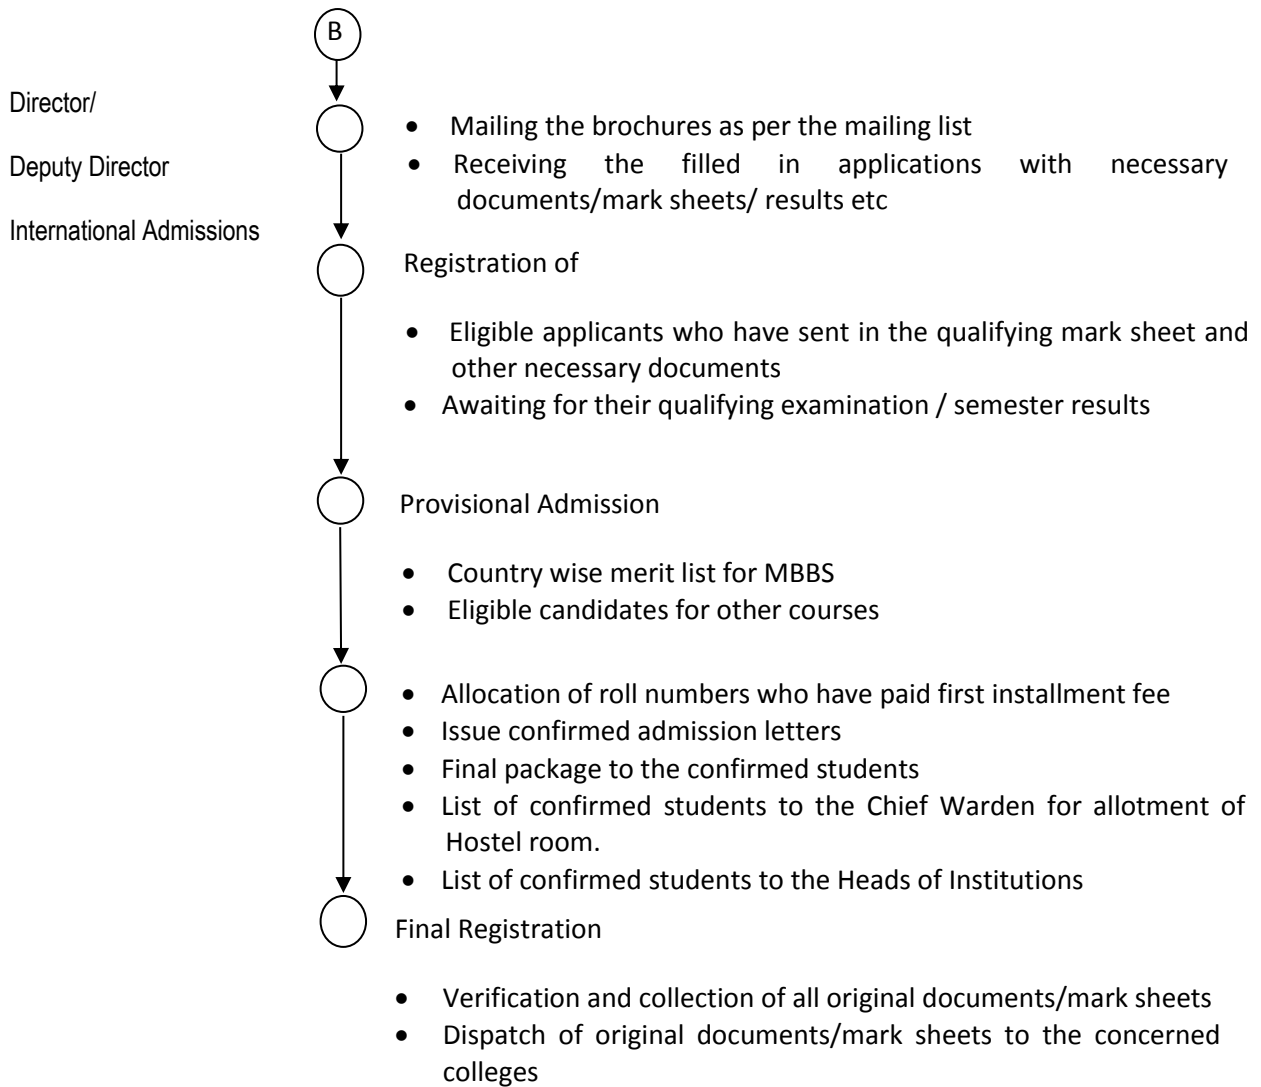 B
Director/
Deputy Director
International Admissions
• Mailing the brochures as per the mailing list
• Receiving the filled in applications with necessary
documents/mark sheets/ results etc
Registration of
• Eligible applicants who have sent in the qualifying mark sheet and
other necessary documents
• Awaiting for their qualifying examination / semester results
Provisional Admission
• Country wise merit list for MBBS
• Eligible candidates for other courses
• Allocation of roll numbers who have paid first installment fee
• Issue confirmed admission letters
• Final package to the confirmed students
• List of confirmed students to the Chief Warden for allotment of
Hostel room.
• List of confirmed students to the Heads of Institutions
Final Registration
• Verification and collection of all original documents/mark sheets
• Dispatch of original documents/mark sheets to the concerned
colleges